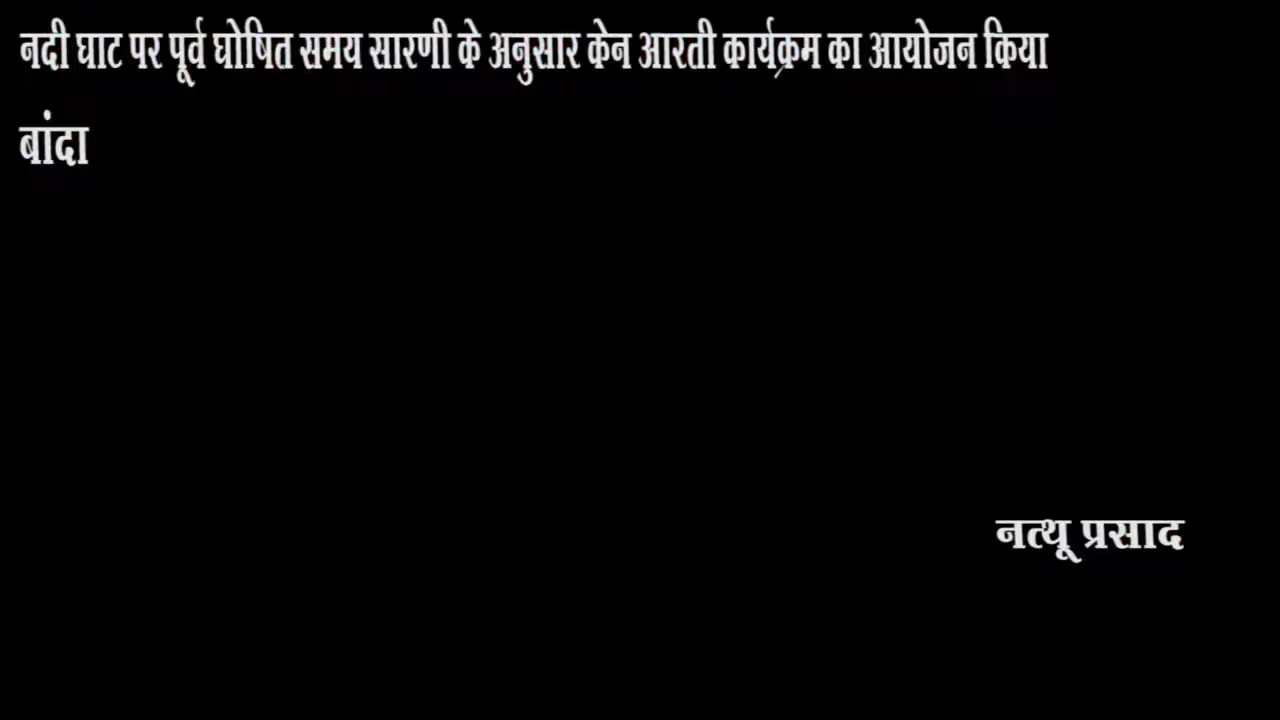 नदी घाट पर पूर्व घोषित समय सारणी के अनुसार केन आरती कार्यक्रम का आयोजन किया
बांदा
नत्थू प्रसाद